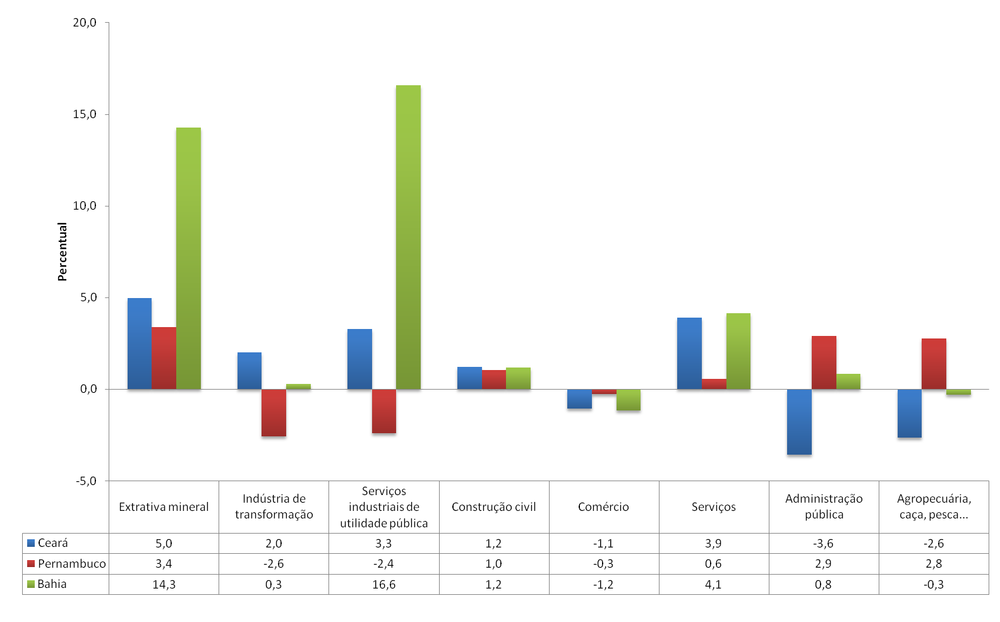 20,0
15,0
10,0
5,0
0,0
-5,0
Percentual
Extrativa mineral
Indústria de
transformação
Serviços
industriais de
utilidade pública
Construção civil
Comércio
Serviços
Administração
pública
Agropecuária,
caça, pesca...
Ceará 5,0 2,0 3,3 1,2 -1,1 3,9 -3,6 -2,6
Pernambuco 3,4 -2,6 -2,4 1,0 -0,3 0,6 2,9 2,8
Bahia 14,3 0,3 16,6 1,2 -1,2 4,1 0,8 -0,3